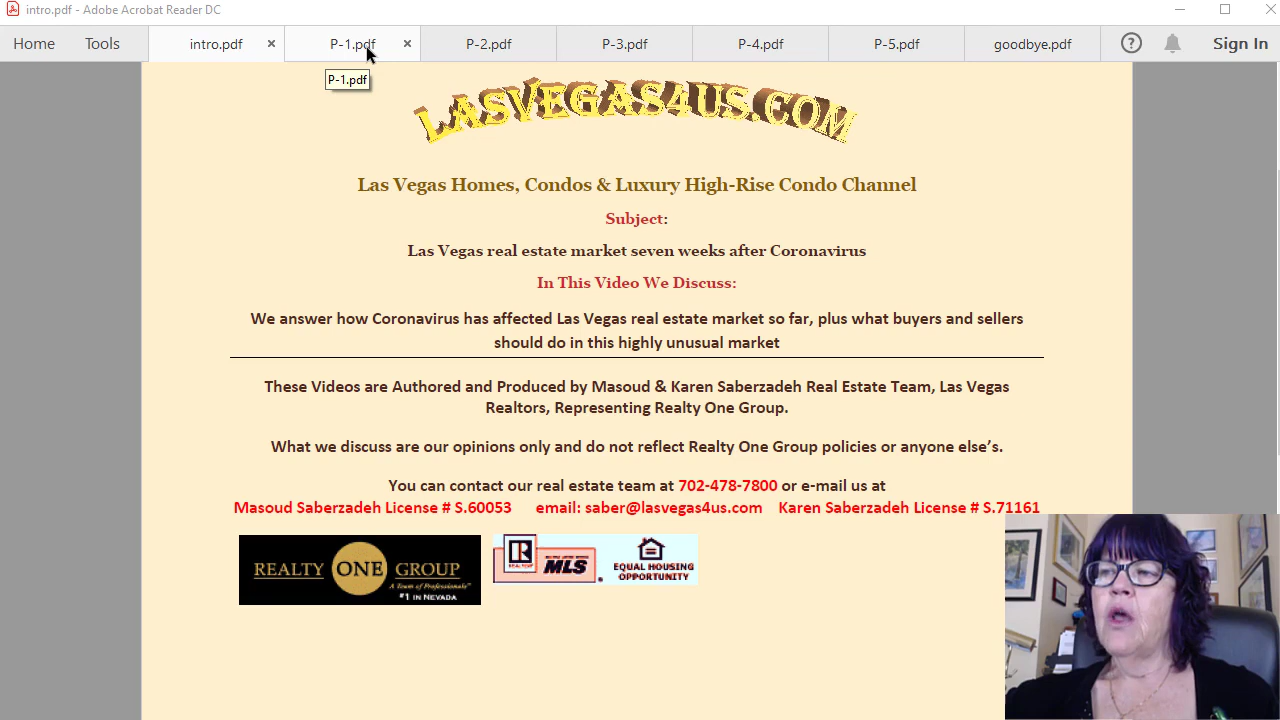 intro.pdf - Adobe Acrobat Reader DC
Home Tools intro.pdf P-1.pdf P-2.pdf P-3.pdf P-4.pdf P-5.pdf goodbye.pdf Sign In
P-1.pdf
LASVEGAS4US.COM
Las Vegas Homes, Condos & Luxury High-Rise Condo Channel
Subject:
Las Vegas real estate market seven weeks after Coronavirus
In This Video We Discuss:
We answer how Coronavirus has affected Las Vegas real estate market so far, plus what buyers and sellers
should do in this highly unusual market
These Videos are Authored and Produced by Masoud & Karen Saberzadeh Real Estate Team, Las Vegas
Realtors, Representing Realty One Group.
What we discuss are our opinions only and do not reflect Realty One Group policies or anyone else’s.
You can contact our real estate team at 702-478-7800 or e-mail us at
Masoud Saberzadeh License # S.60053 email: saber@lasvegas4us.com Karen Saberzadeh License # S.71161
REALTY ONE GROUP
A Team of Professionals
#1 IN NEVADA
R
REALTOR
MLS
EQUAL HOUSING
OPPORTUNITY